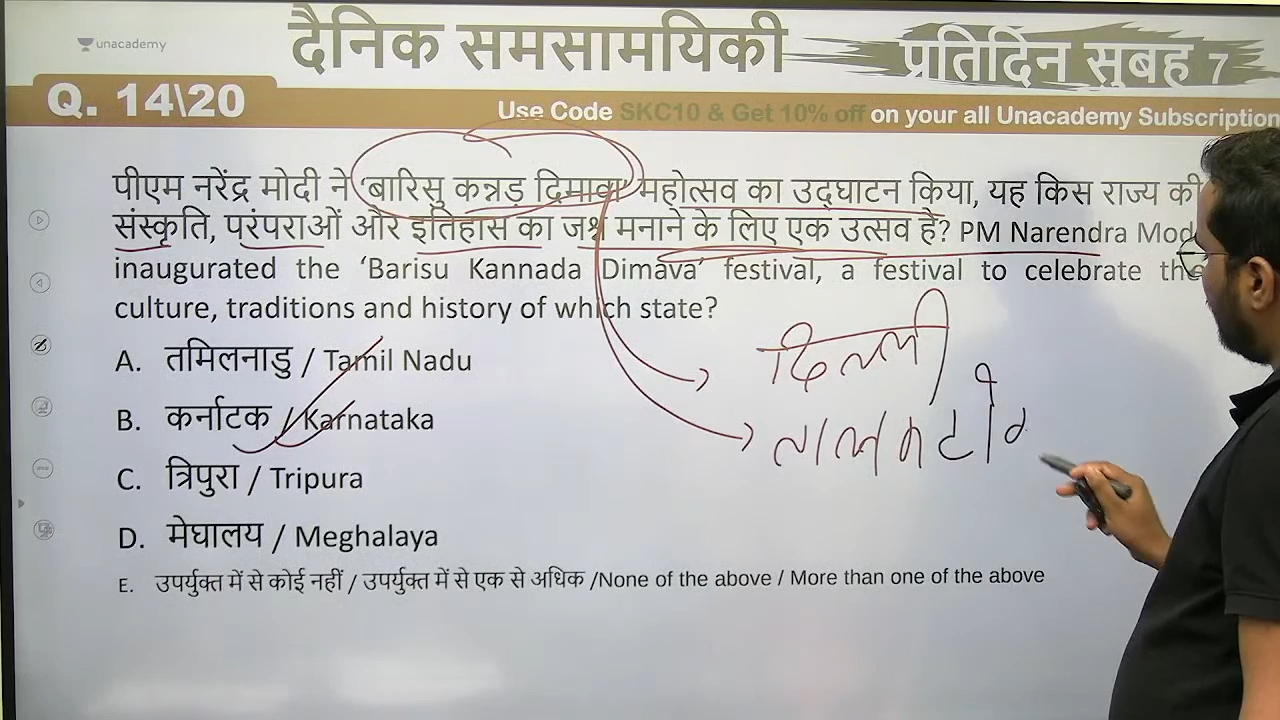 unacademy
दैनिक समसामयिकी
प्रतिदिन सुबह 7
Q. 14\20
Use Code SKC10 & Get 10% off on your all Unacademy Subscription
पीएम नरेंद्र मोदी ने ‘बारिसु कन्नड़ दिमावा’ महोत्सव का उद्घाटन किया, यह किस राज्य की
संस्कृति, परंपराओं और इतिहास का जश्न मनाने के लिए एक उत्सव है? PM Narendra Mod
inaugurated the ‘Barisu Kannada Dimava’ festival, a festival to celebrate the
culture, traditions and history of which state?
A. तमिलनाडु / Tamil Nadu
B. कर्नाटक / Karnataka
C. त्रिपुरा / Tripura
D. मेघालय / Meghalaya
E. उपर्युक्त में से कोई नहीं / उपर्युक्त में से एक से अधिक /None of the above / More than one of the above
दिल्ली